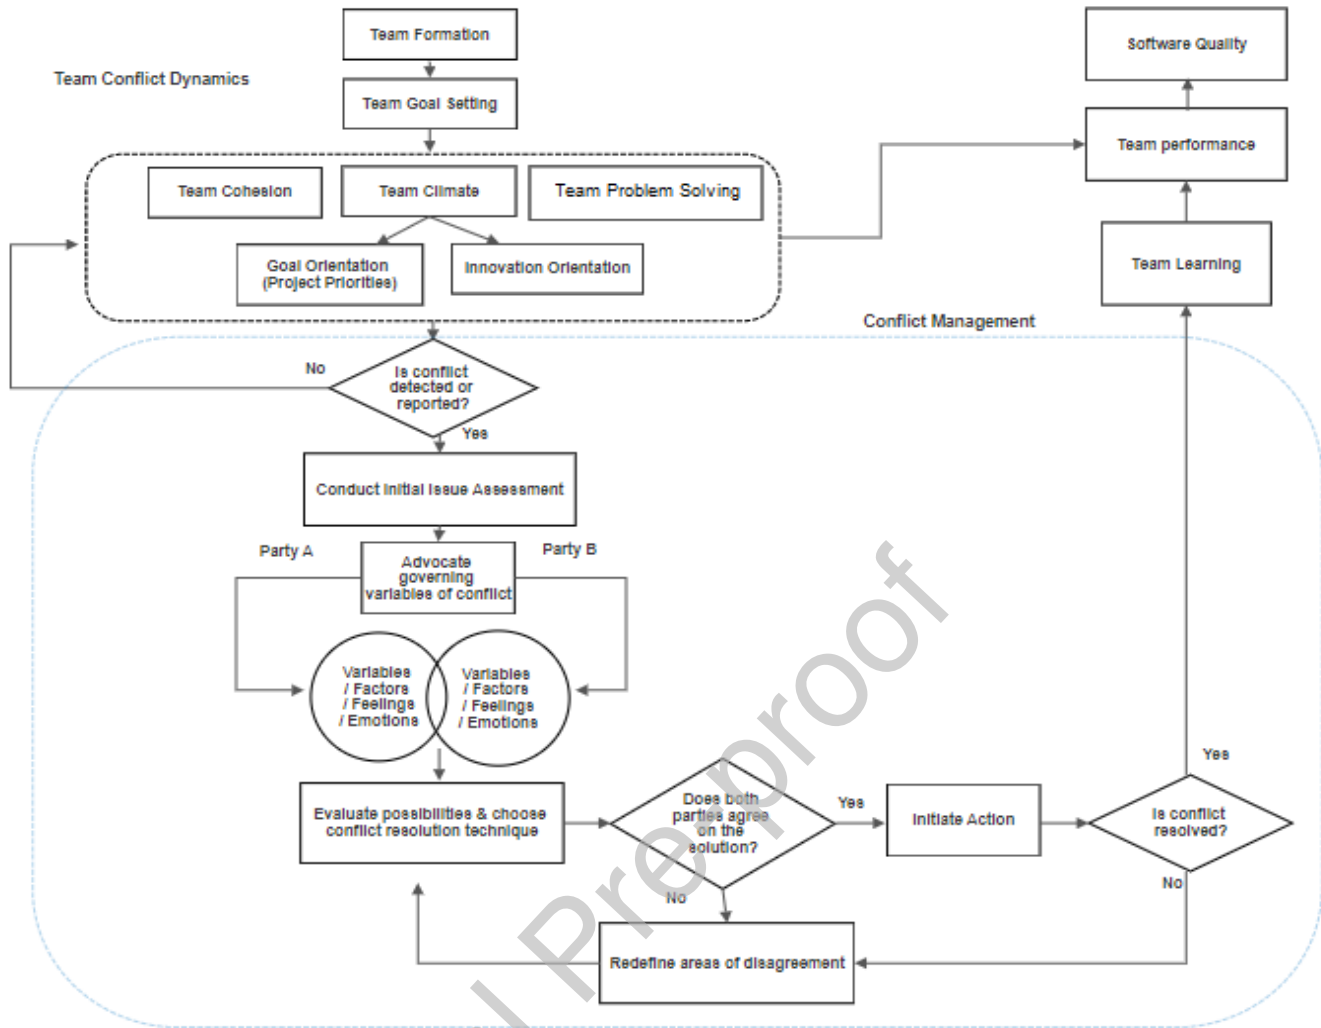 Team Formation
Software Quality
Team Conflict Dynamics
Team Goal Setting
Team performance
Team Cohesion
Team Climate
Team Problem Solving
Goal Orientation
(Project Priorities)
Innovation Orientation
Team Learning
Conflict Management
No
Is conflict
detected or
reported?
Yes
Conduct Initial Issue Assessment
Party A
Party B
Advocate
governing
variables of conflict
Variables
/ Factors
/ Feelings
/ Emotions
Variables
/ Factors
/ Feelings
/ Emotions
Evaluate possibilities & choose
conflict resolution technique
Does both
parties agree
on the
solution?
Yes
Initiate Action
Yes
Is conflict
resolved?
No
No
Redefine areas of disagreement
l Pre-proof